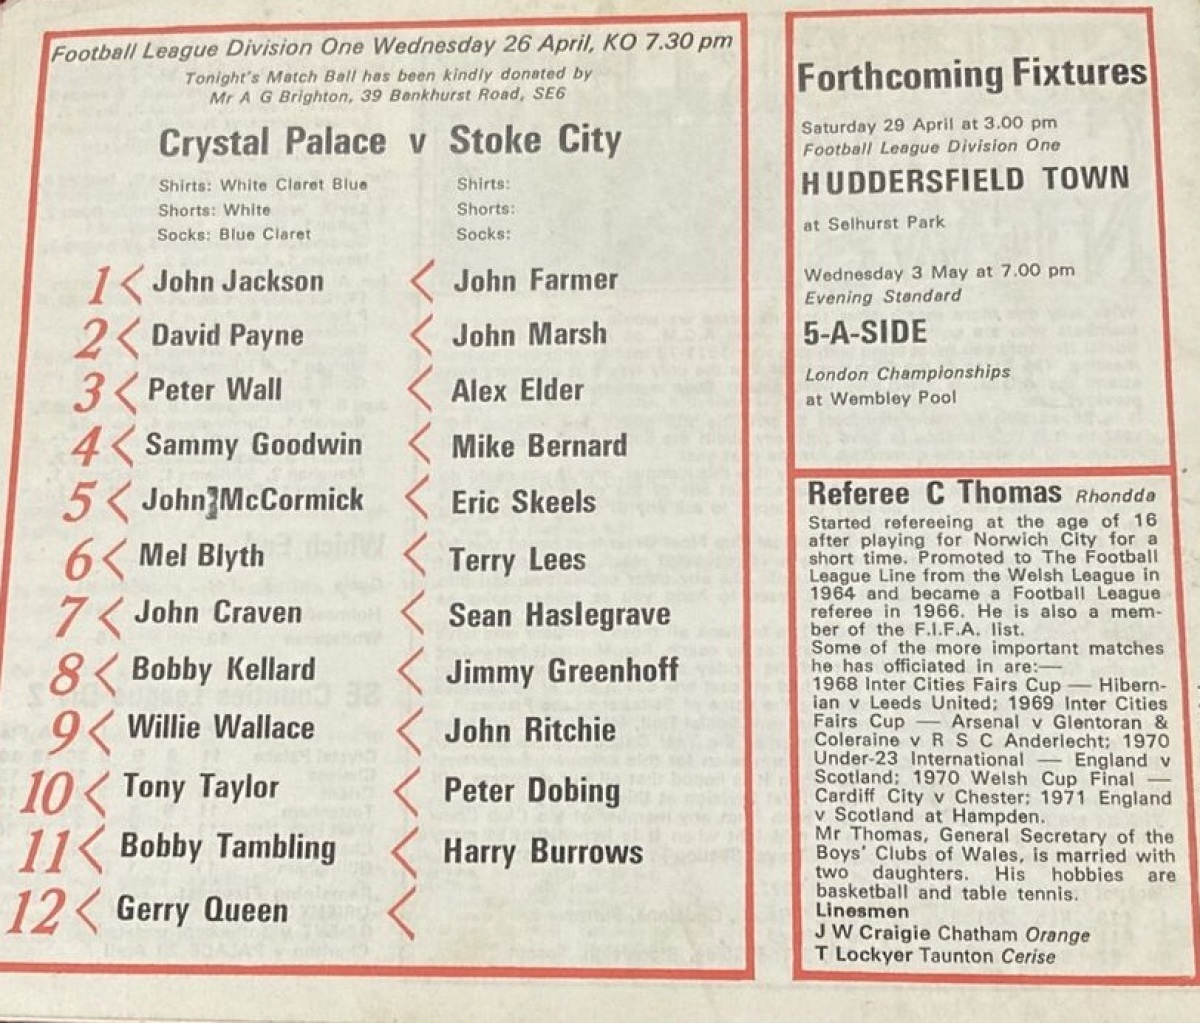 Football League Division One Wednesday 26 April, KO 7.30 pm
Tonight's Match Ball has been kindly donated by
Mr A G Brighton, 39 Bankhurst Road, SE6
Crystal Palace v Stoke City
Shirts: White Claret Blue Shirts:
Shorts: White Shorts:
Socks: Blue Claret Socks:
1 < John Jackson < John Farmer
2 < David Payne < John Marsh
3 < Peter Wall < Alex Elder
4 < Sammy Goodwin < Mike Bernard
5 < John McCormick < Eric Skeels
6 < Mel Blyth < Terry Lees
7 < John Craven < Sean Haslegrave
8 < Bobby Kellard < Jimmy Greenhoff
9 < Willie Wallace < John Ritchie
10 < Tony Taylor < Peter Dobing
11 < Bobby Tambling < Harry Burrows
12 < Gerry Queen <
Forthcoming Fixtures
Saturday 29 April at 3.00 pm
Football League Division One
HUDDERSFIELD TOWN
at Selhurst Park
Wednesday 3 May at 7.00 pm
Evening Standard
5-A-SIDE
London Championships
at Wembley Pool
Referee C Thomas Rhondda
Started refereeing at the age of 16
after playing for Norwich City for a
short time. Promoted to The Football
League Line from the Welsh League in
1964 and became a Football League
referee in 1966. He is also a mem-
ber of the F.I.F.A. list.
Some of the more important matches
he has officiated in are:—
1968 Inter Cities Fairs Cup — Hibern-
ian v Leeds United; 1969 Inter Cities
Fairs Cup — Arsenal v Glentoran &
Coleraine v R S C Anderlecht; 1970
Under-23 International — England v
Scotland; 1970 Welsh Cup Final —
Cardiff City v Chester; 1971 England
v Scotland at Hampden.
Mr Thomas, General Secretary of the
Boys' Clubs of Wales, is married with
two daughters. His hobbies are
basketball and table tennis.
Linesmen
J W Craigie Chatham Orange
T Lockyer Taunton Cerise